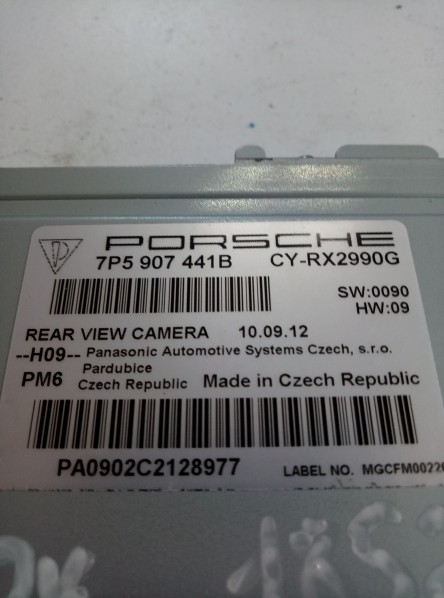 PORSCHE
7P5 907 441B CY-RX2990G
SW:0090
HW:09
REAR VIEW CAMERA 10.09.12
--H09-- Panasonic Automotive Systems Czech, s.r.o.
Pardubice
PM6 Czech Republic Made in Czech Republic
PA0902C2128977 LABEL NO.